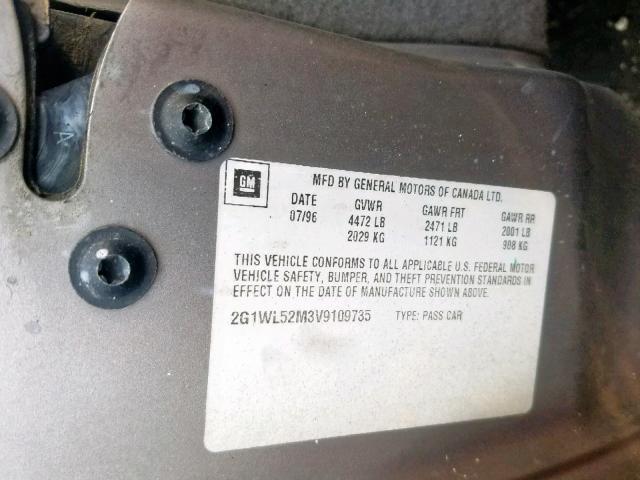 GM
MFD BY GENERAL MOTORS OF CANADA LTD.
DATE GVWR GAWR FRT GAWR RR
07/96 4472 LB 2471 LB 2001 LB
2029 KG 1121 KG 908 KG
THIS VEHICLE CONFORMS TO ALL APPLICABLE U.S. FEDERAL MOTOR
VEHICLE SAFETY, BUMPER, AND THEFT PREVENTION STANDARDS IN
EFFECT ON THE DATE OF MANUFACTURE SHOWN ABOVE.
2G1WL52M3V9109735 TYPE: PASS CAR